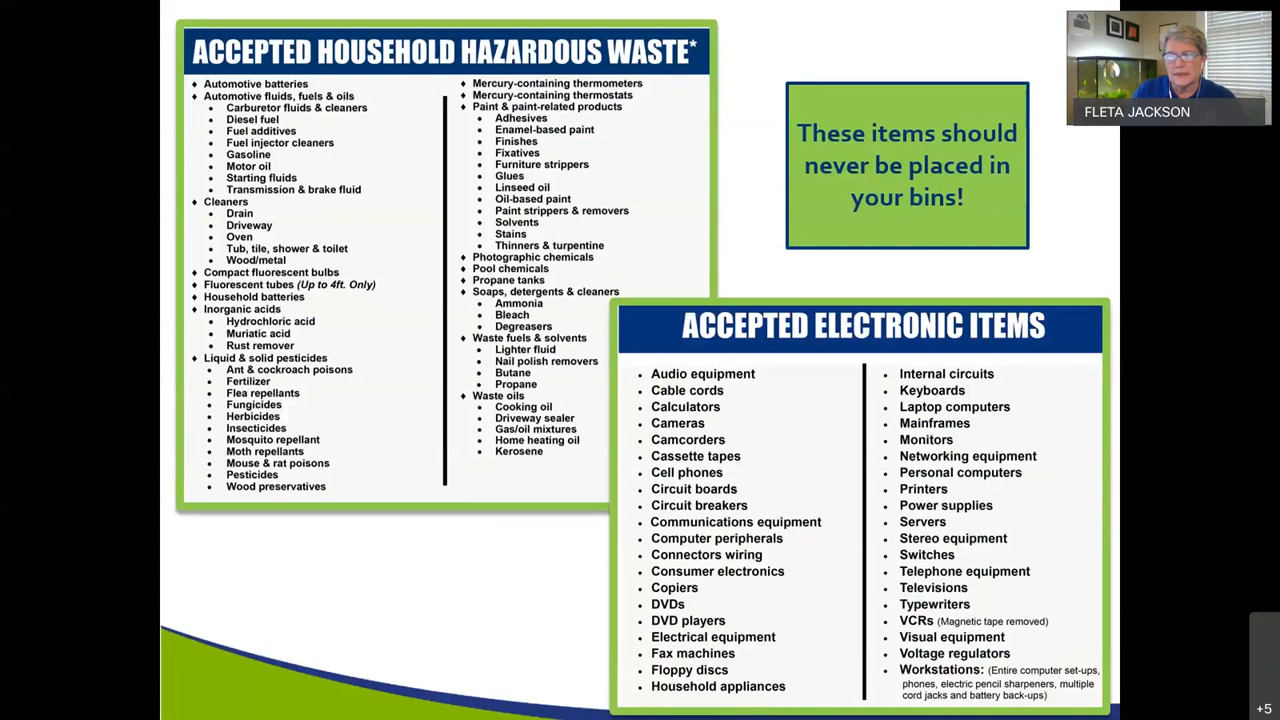 ACCEPTED HOUSEHOLD HAZARDOUS WASTE*
Automotive batteries
Automotive fluids, fuels & oils
Carburetor fluids & cleaners
Diesel fuel
Fuel additives
Fuel injector cleaners
Gasoline
Motor oil
Starting fluids
Transmission & brake fluid
Cleaners
Drain
Driveway
Oven
Tub, tile, shower & toilet
Wood/metal
Compact fluorescent bulbs
Fluorescent tubes (Up to 4ft. Only)
Household batteries
Inorganic acids
Hydrochloric acid
Muriatic acid
Rust remover
Liquid & solid pesticides
Ant & cockroach poisons
Fertilizer
Flea repellants
Fungicides
Herbicides
Insecticides
Mosquito repellant
Moth repellants
Mouse & rat poisons
Pesticides
Wood preservatives
Mercury-containing thermometers
Mercury-containing thermostats
Paint & paint-related products
Adhesives
Enamel-based paint
Finishes
Fixatives
Furniture strippers
Glues
Linseed oil
Oil-based paint
Paint strippers & removers
Solvents
Stains
Thinners & turpentine
Photographic chemicals
Pool chemicals
Propane tanks
Soaps, detergents & cleaners
Ammonia
Bleach
Degreasers
Waste fuels & solvents
Lighter fluid
Nail polish removers
Butane
Propane
Waste oils
Cooking oil
Driveway sealer
Gas/oil mixtures
Home heating oil
Kerosene
These items should
never be placed in
your bins!
FLETA JACKSON
ACCEPTED ELECTRONIC ITEMS
Audio equipment
Cable cords
Calculators
Cameras
Camcorders
Cassette tapes
Cell phones
Circuit boards
Circuit breakers
Communications equipment
Computer peripherals
Connectors wiring
Consumer electronics
Copiers
DVDs
DVD players
Electrical equipment
Fax machines
Floppy discs
Household appliances
Internal circuits
Keyboards
Laptop computers
Mainframes
Monitors
Networking equipment
Personal computers
Printers
Power supplies
Servers
Stereo equipment
Switches
Telephone equipment
Televisions
Typewriters
VCRs (Magnetic tape removed)
Visual equipment
Voltage regulators
Workstations: (Entire computer set-ups,
phones, electric pencil sharpeners, multiple
cord jacks and battery back-ups)
+5